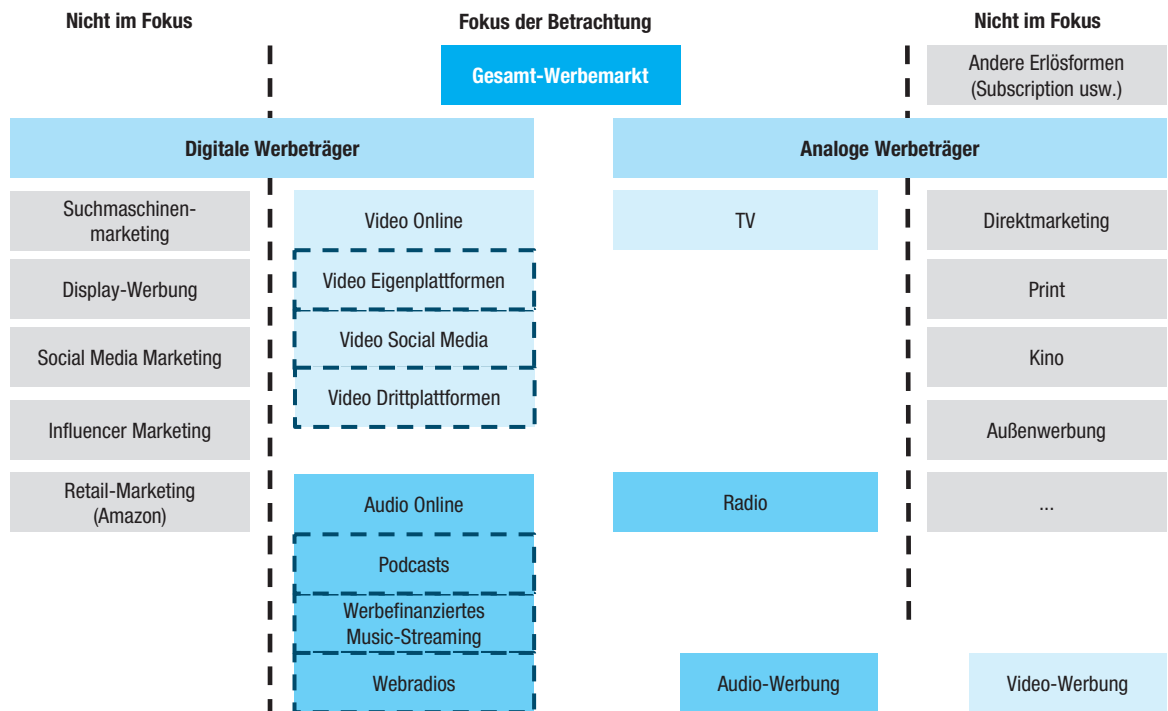 Nicht im Fokus
Fokus der Betrachtung
Nicht im Fokus
Gesamt-Werbemarkt
Andere Erlösformen
(Subscription usw.)
Digitale Werbeträger
Analoge Werbeträger
Suchmaschinen-
marketing
Video Online
TV
Direktmarketing
Display-Werbung
Video Eigenplattformen
Print
Social Media Marketing
Video Social Media
Kino
Video Drittplattformen
Influencer Marketing
Außenwerbung
Retail-Marketing
(Amazon)
Audio Online
Radio
...
Podcasts
Werbefinanziertes
Music-Streaming
Webradios
Audio-Werbung
Video-Werbung